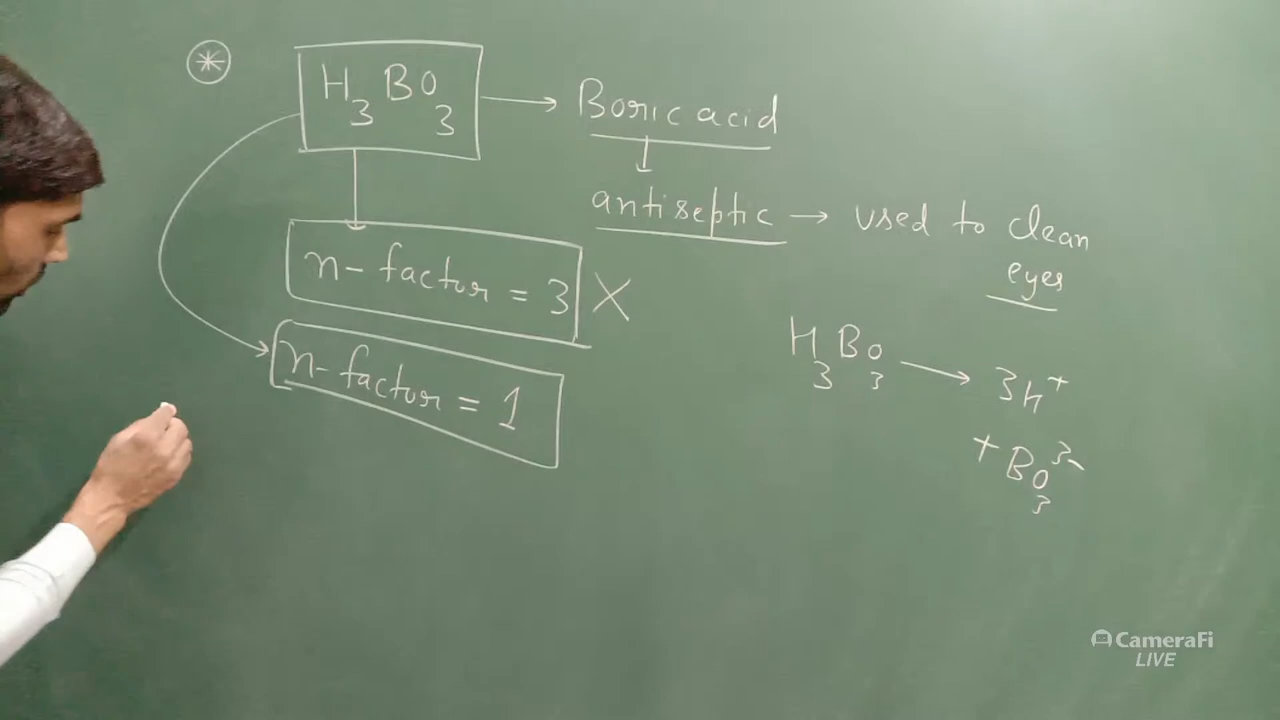 H3BO3 → Boric acid
antiseptic → used to clean
eyes
n-factor = 3 X
n-factor = 1
H3BO3 → 3H+
+ BO3 3-
CameraFi
LIVE